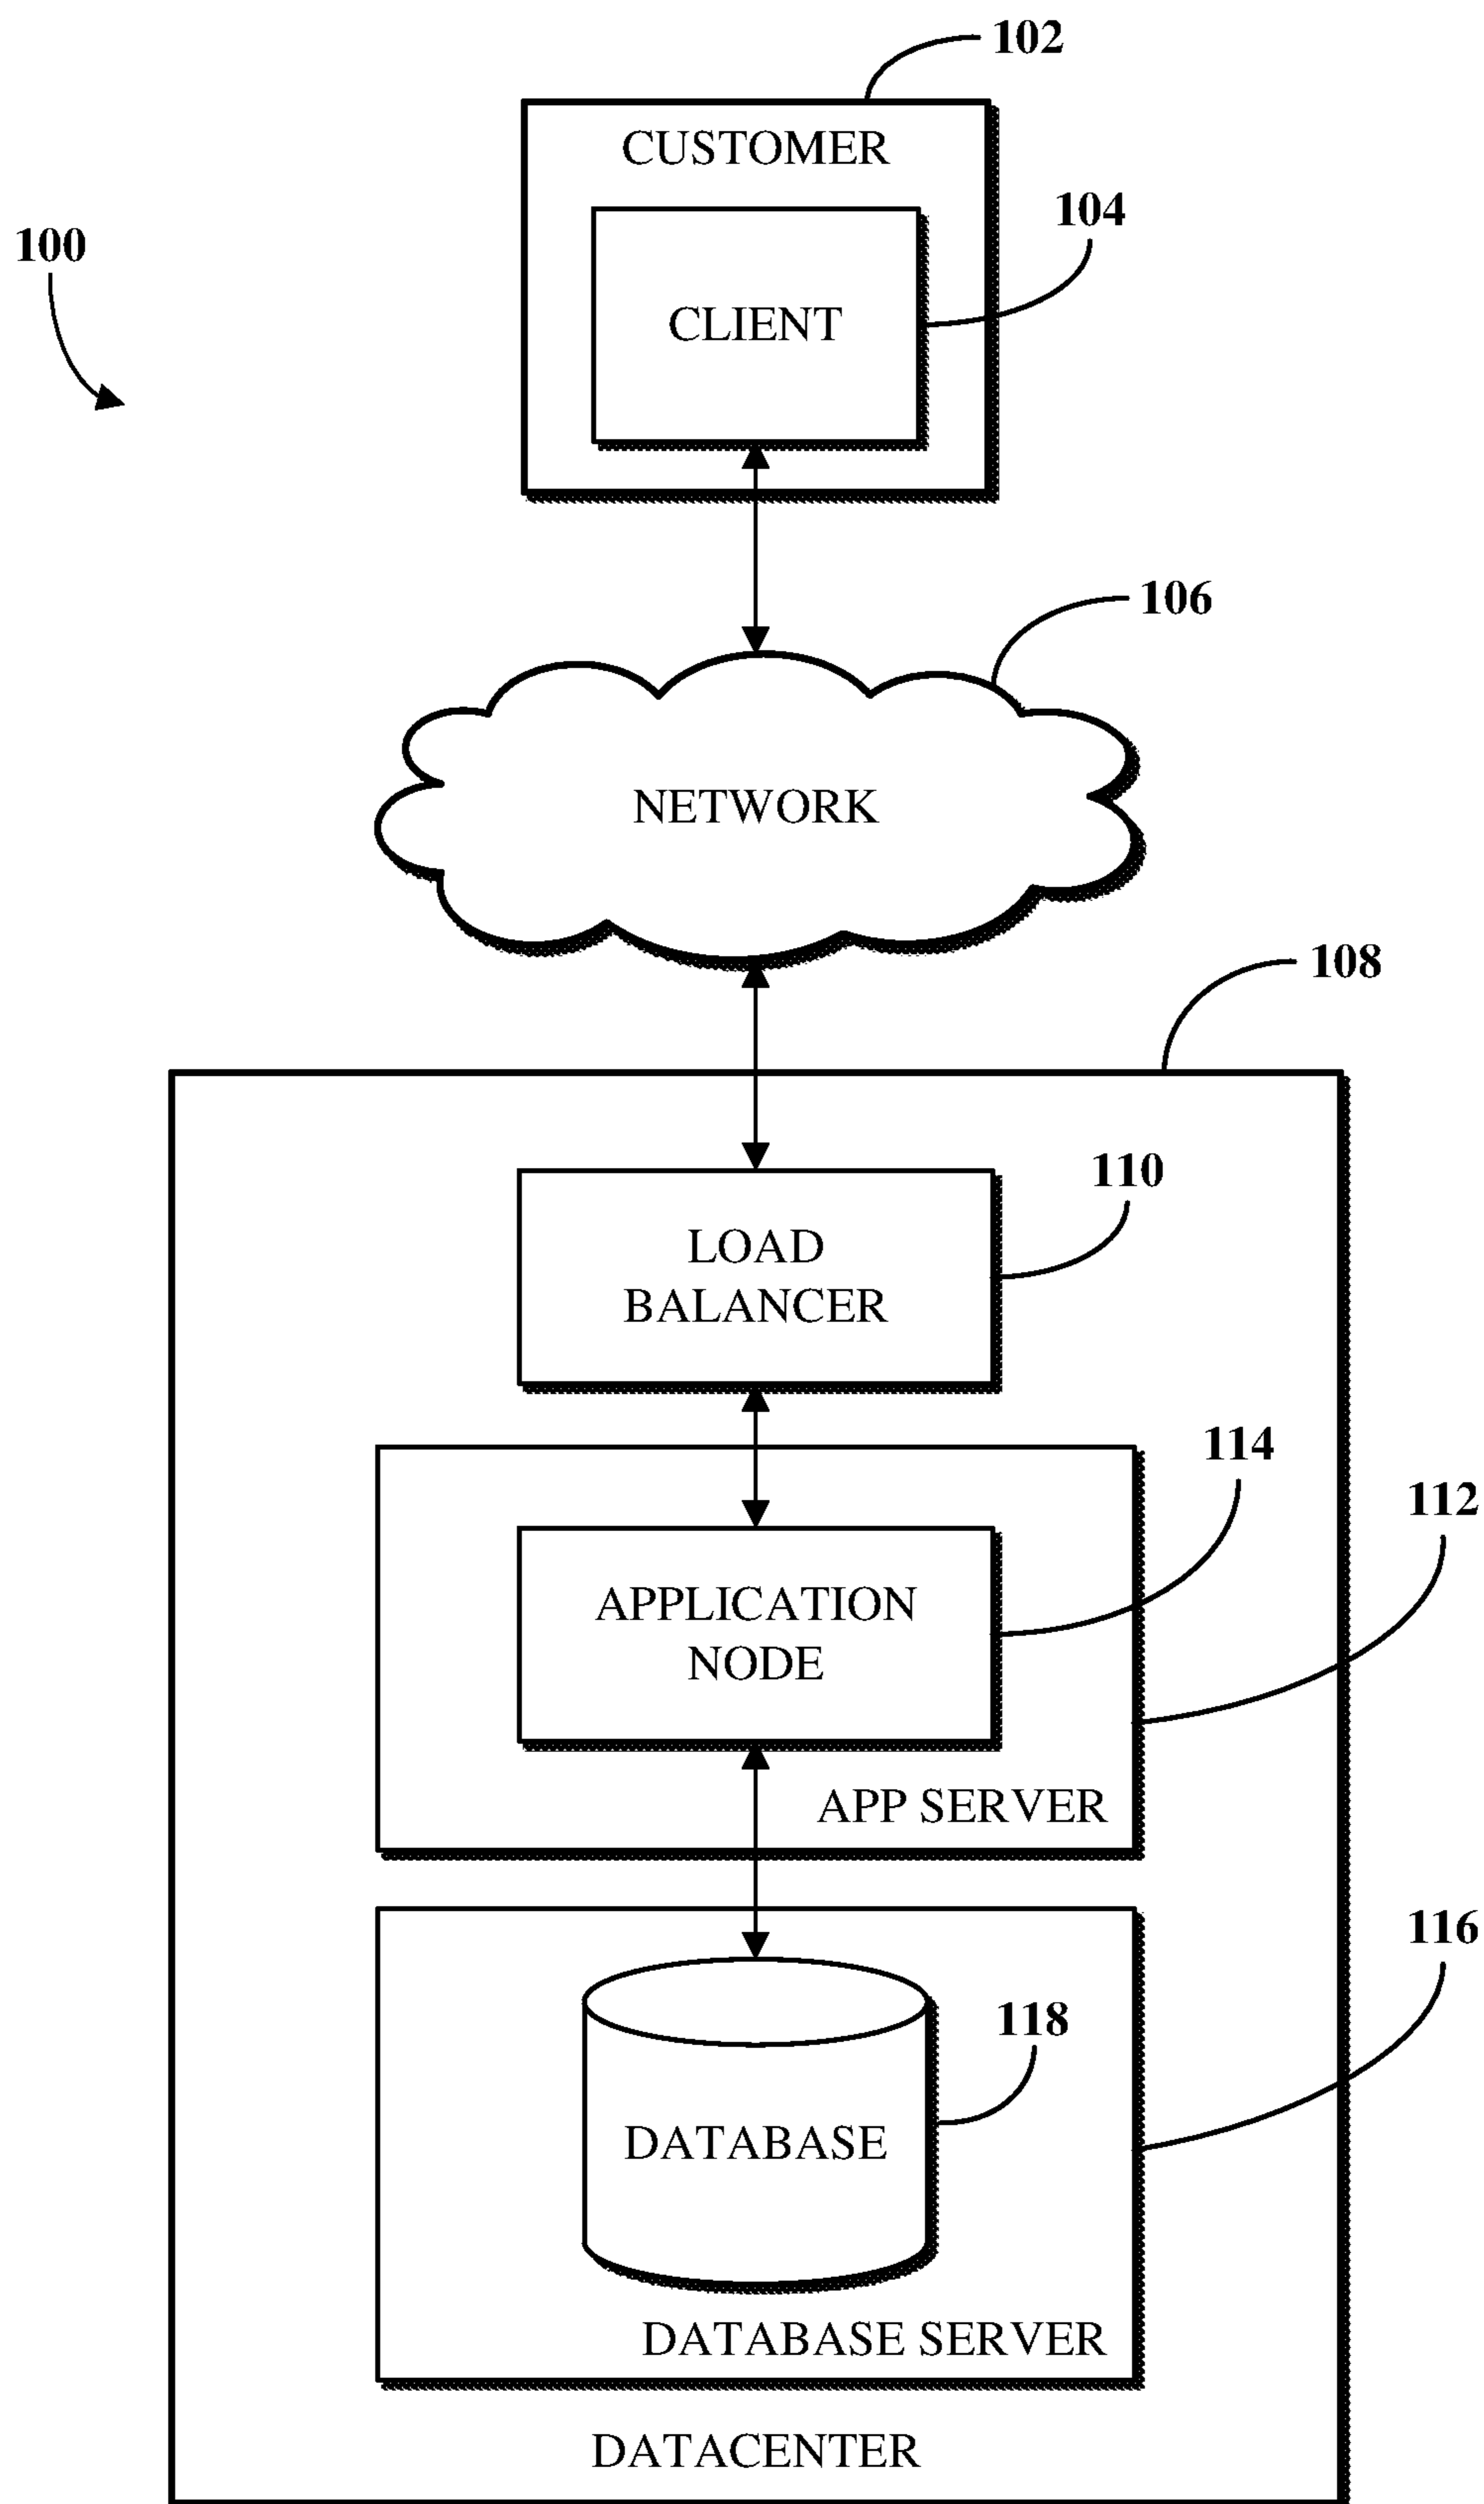 102
CUSTOMER
104
100
CLIENT
106
NETWORK
108
110
LOAD
BALANCER
114
112
APPLICATION
NODE
APP SERVER
116
118
DATABASE
DATABASE SERVER
DATACENTER